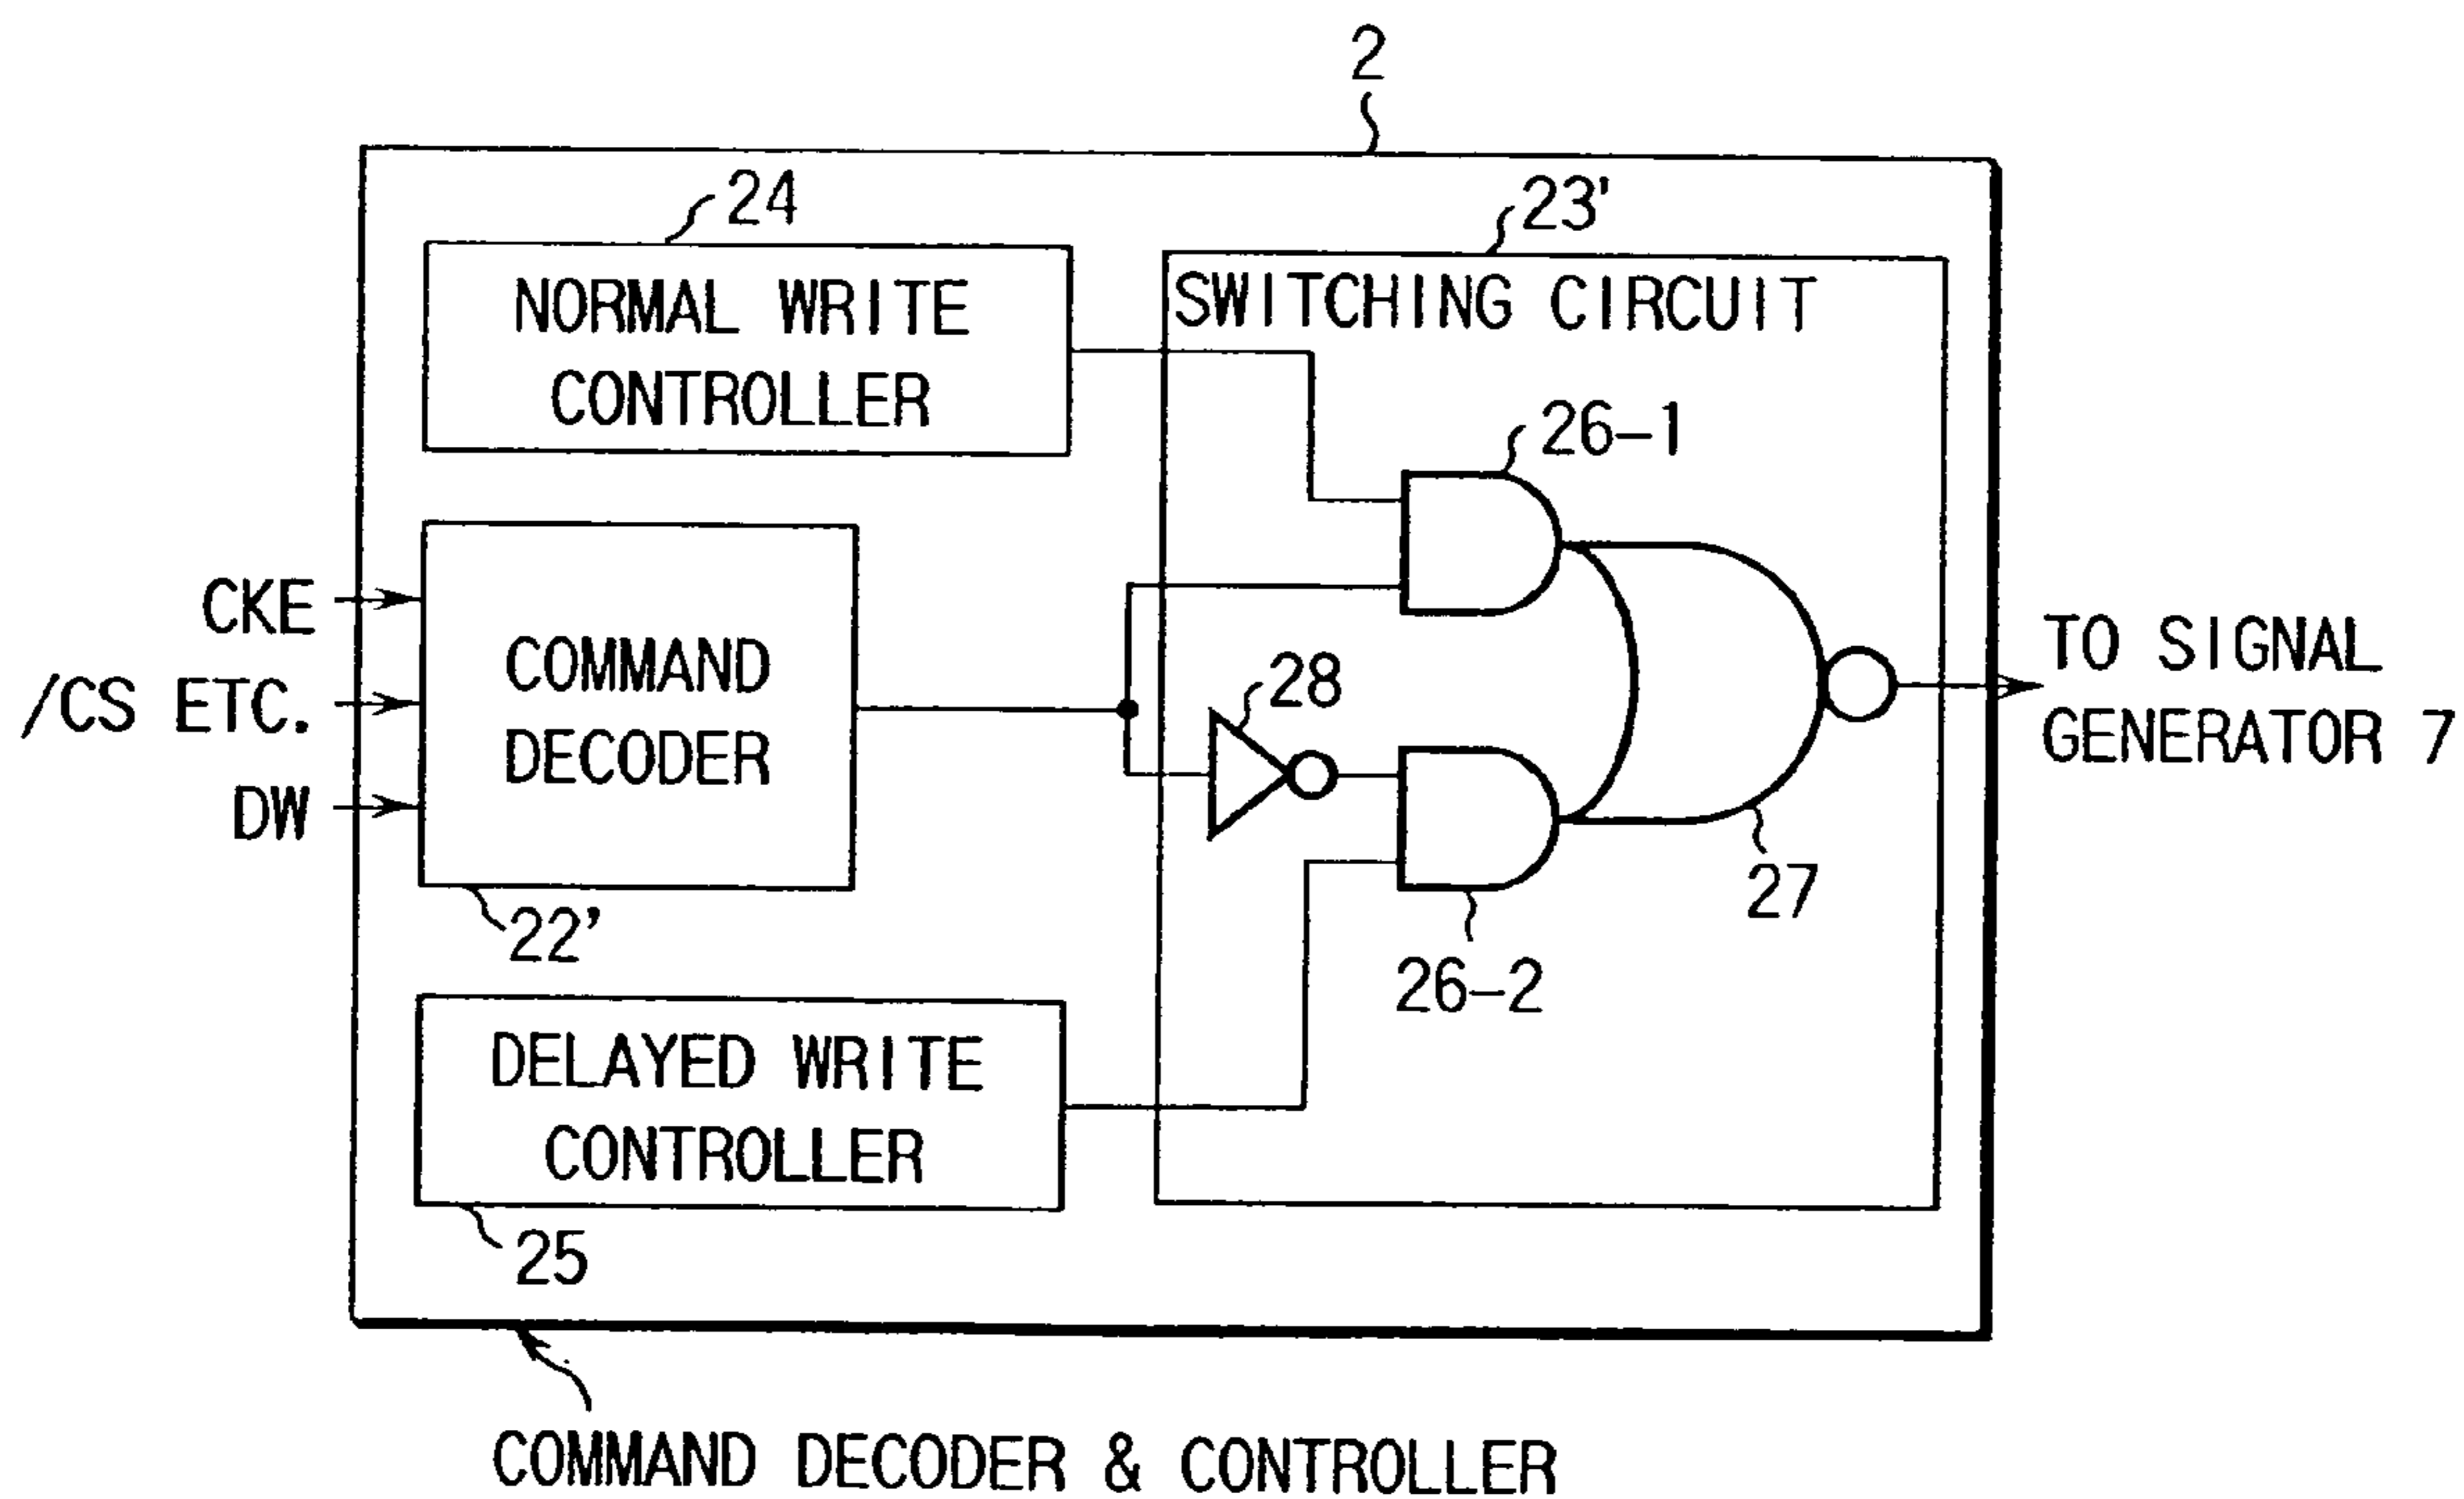 2
24
23'
NORMAL WRITE
CONTROLLER
SWITCHING CIRCUIT
26-1
CKE
/CS ETC.
DW
COMMAND
DECODER
28
TO SIGNAL
GENERATOR 7
22'
27
26-2
DELAYED WRITE
CONTROLLER
25
COMMAND DECODER & CONTROLLER